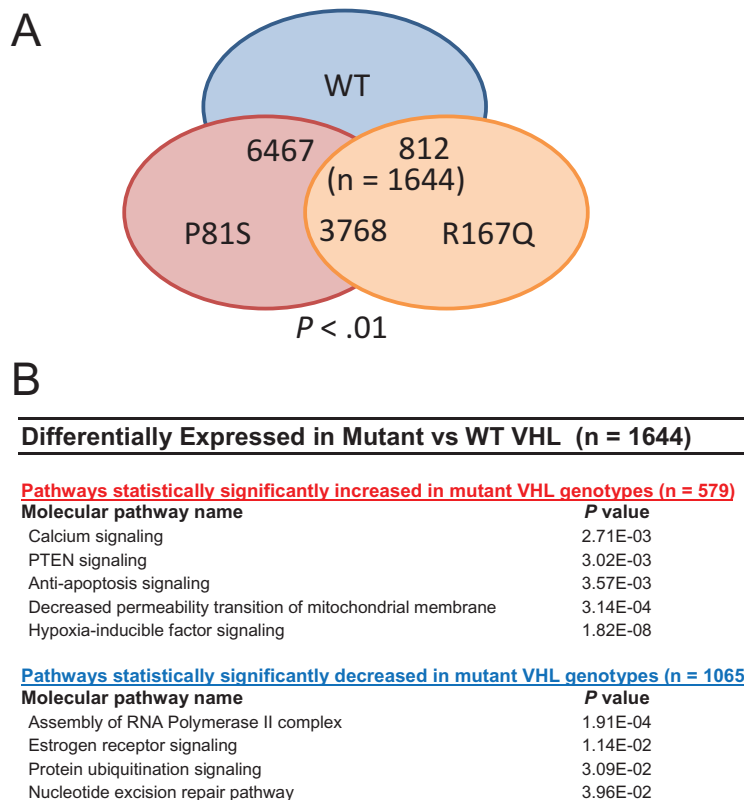 A
WT
6467 812
(n = 1644)
P81S 3768 R167Q
P < .01
B
Differentially Expressed in Mutant vs WT VHL (n = 1644)
Pathways statistically significantly increased in mutant VHL genotypes (n = 579)
Molecular pathway name P value
Calcium signaling 2.71E-03
PTEN signaling 3.02E-03
Anti-apoptosis signaling 3.57E-03
Decreased permeability transition of mitochondrial membrane 3.14E-04
Hypoxia-inducible factor signaling 1.82E-08
Pathways statistically significantly decreased in mutant VHL genotypes (n = 1065
Molecular pathway name P value
Assembly of RNA Polymerase II complex 1.91E-04
Estrogen receptor signaling 1.14E-02
Protein ubiquitination signaling 3.09E-02
Nucleotide excision repair pathway 3.96E-02